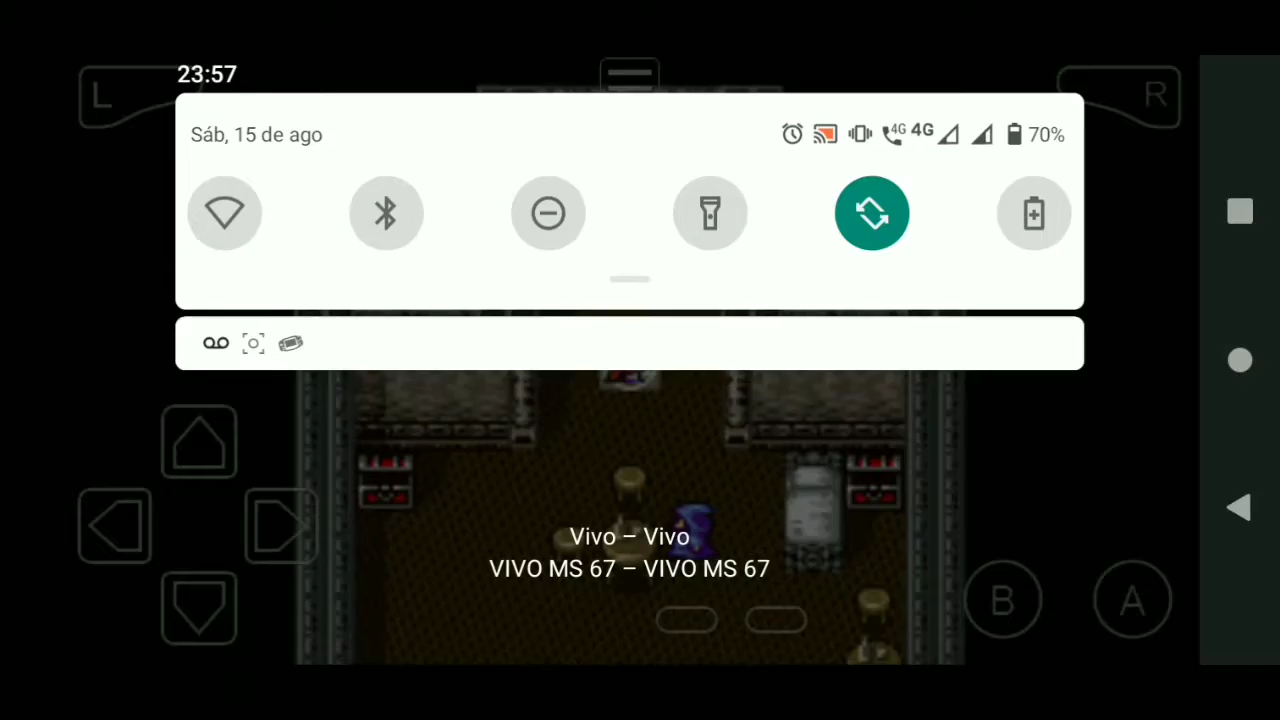 23:57
L
R
Sáb, 15 de ago
4G 4G 70%
Vivo – Vivo
VIVO MS 67 – VIVO MS 67
B
A